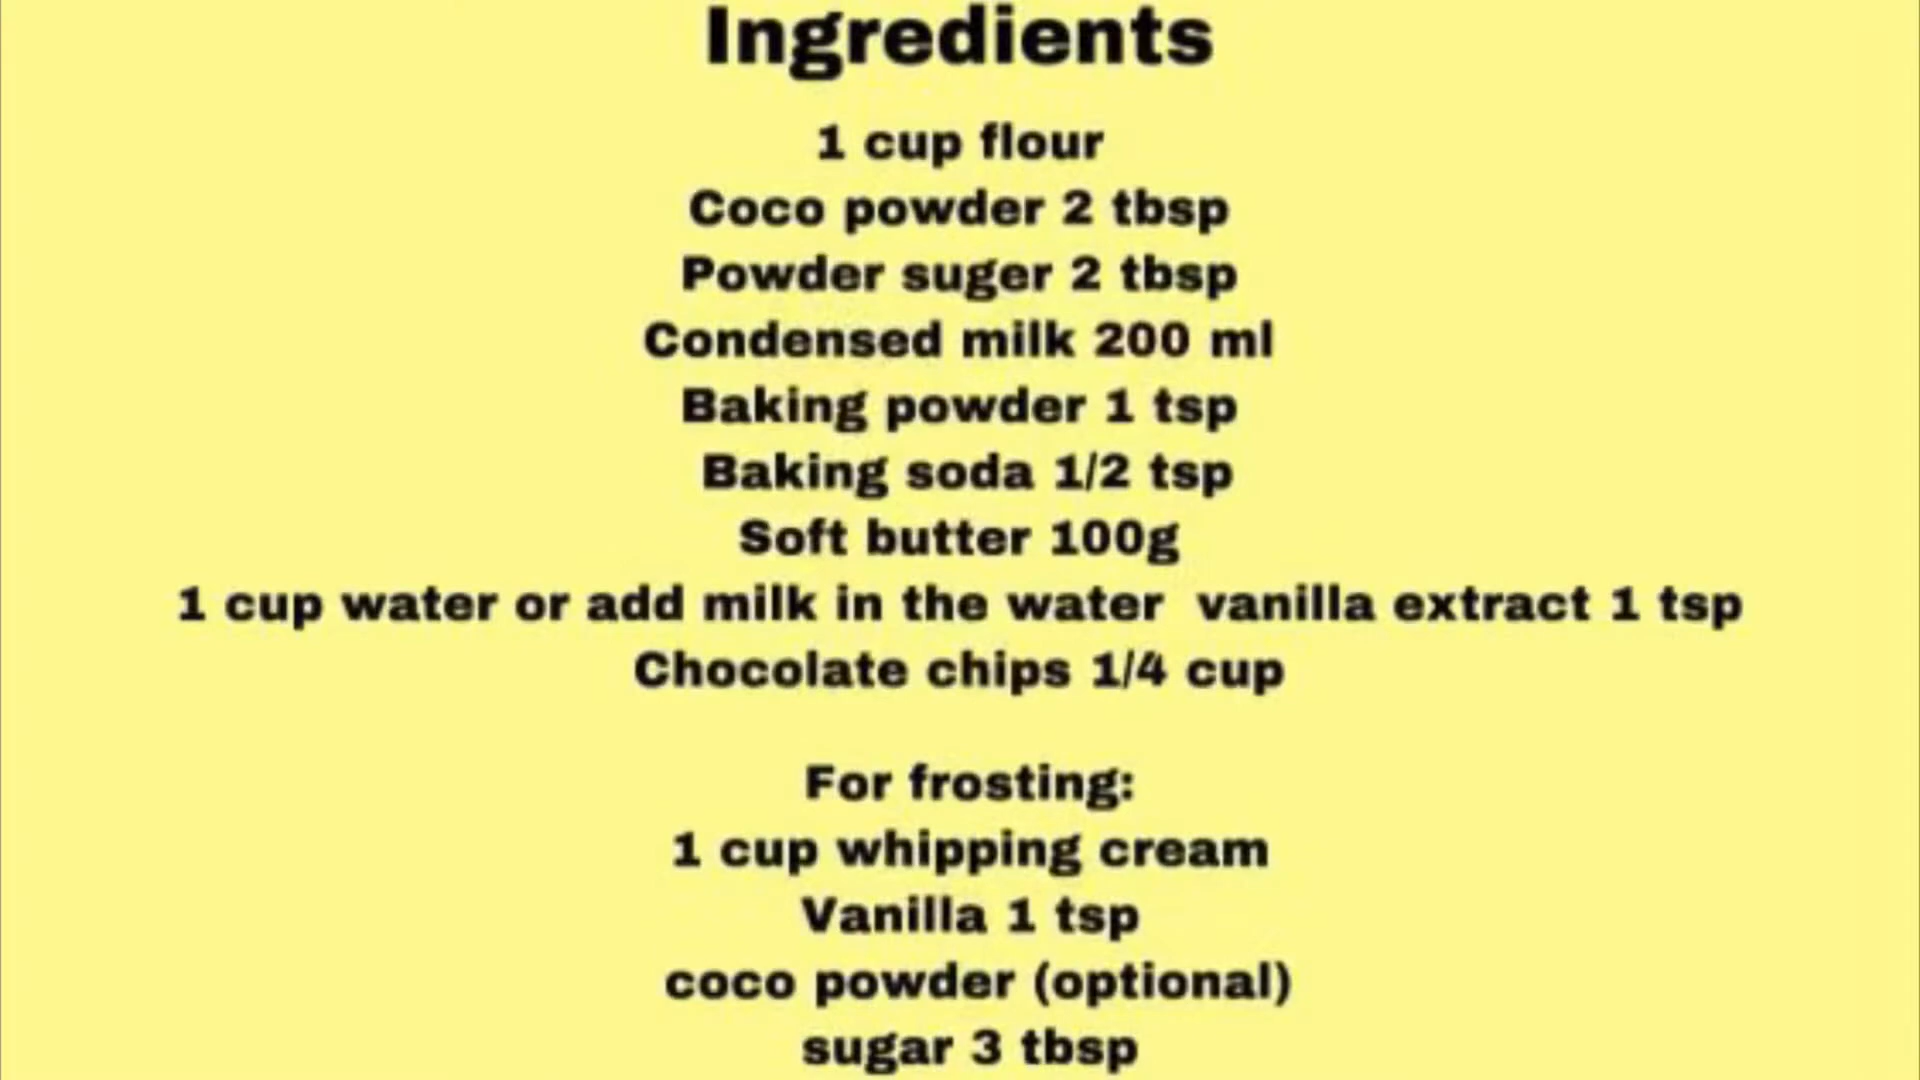 Ingredients
1 cup flour
Coco powder 2 tbsp
Powder suger 2 tbsp
Condensed milk 200 ml
Baking powder 1 tsp
Baking soda 1/2 tsp
Soft butter 100g
1 cup water or add milk in the water  vanilla extract 1 tsp
Chocolate chips 1/4 cup
For frosting:
1 cup whipping cream
Vanilla 1 tsp
coco powder (optional)
sugar 3 tbsp